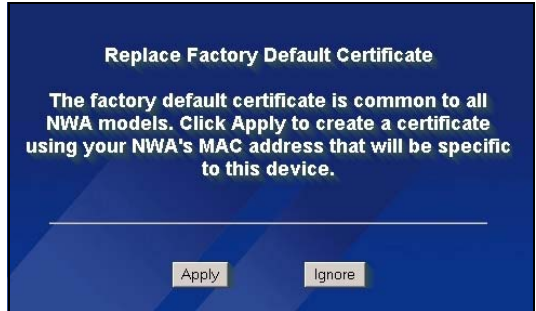 Replace Factory Default Certificate
The factory default certificate is common to all
NWA models. Click Apply to create a certificate
using your NWA's MAC address that will be specific
to this device.
Apply
Ignore